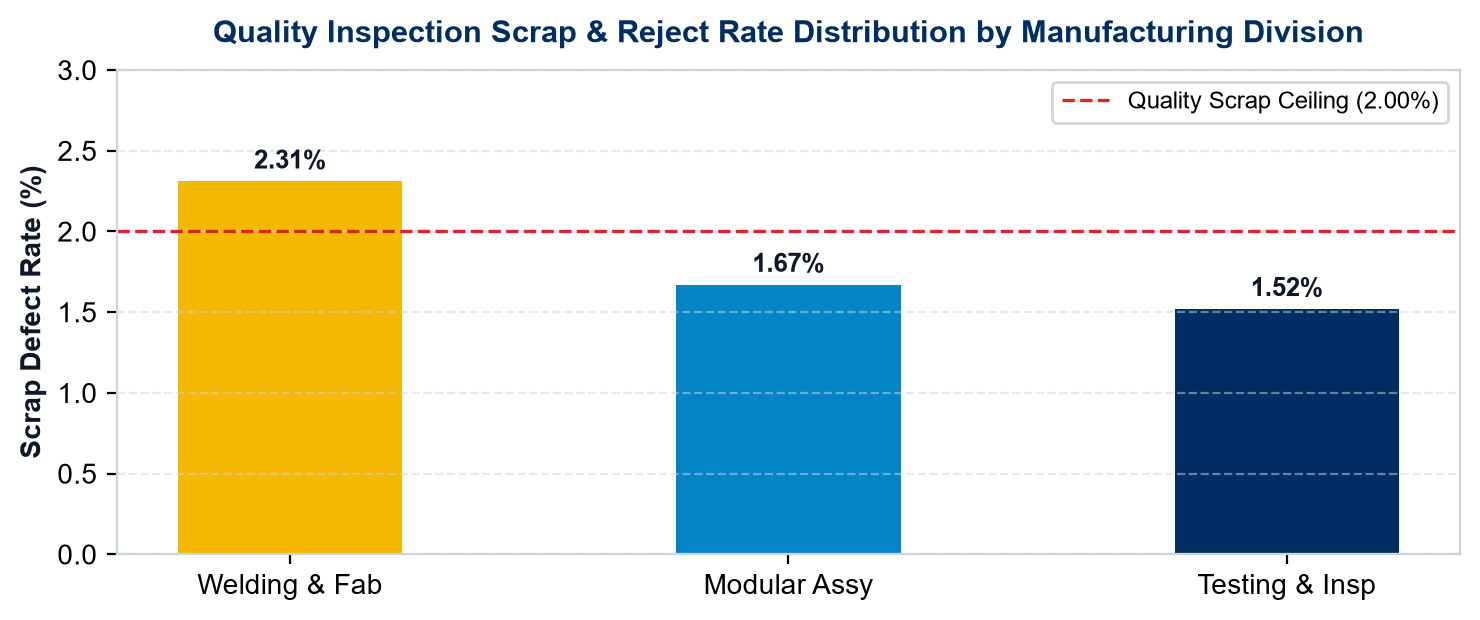 Quality Inspection Scrap & Reject Rate Distribution by Manufacturing Division
Scrap Defect Rate (%)
3.0
2.5
2.0
1.5
1.0
0.5
0.0
Quality Scrap Ceiling (2.00%)
2.31%
1.67%
1.52%
Welding & Fab
Modular Assy
Testing & Insp